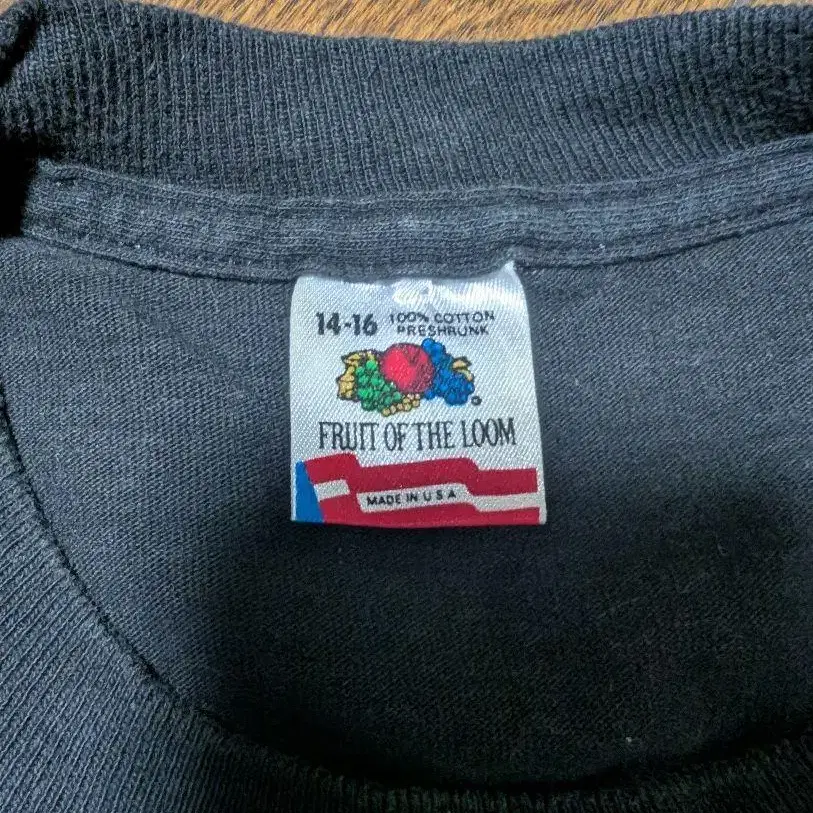 14-16 100% COTTON
PRESHRUNK
®
FRUIT OF THE LOOM
MADE IN U S A